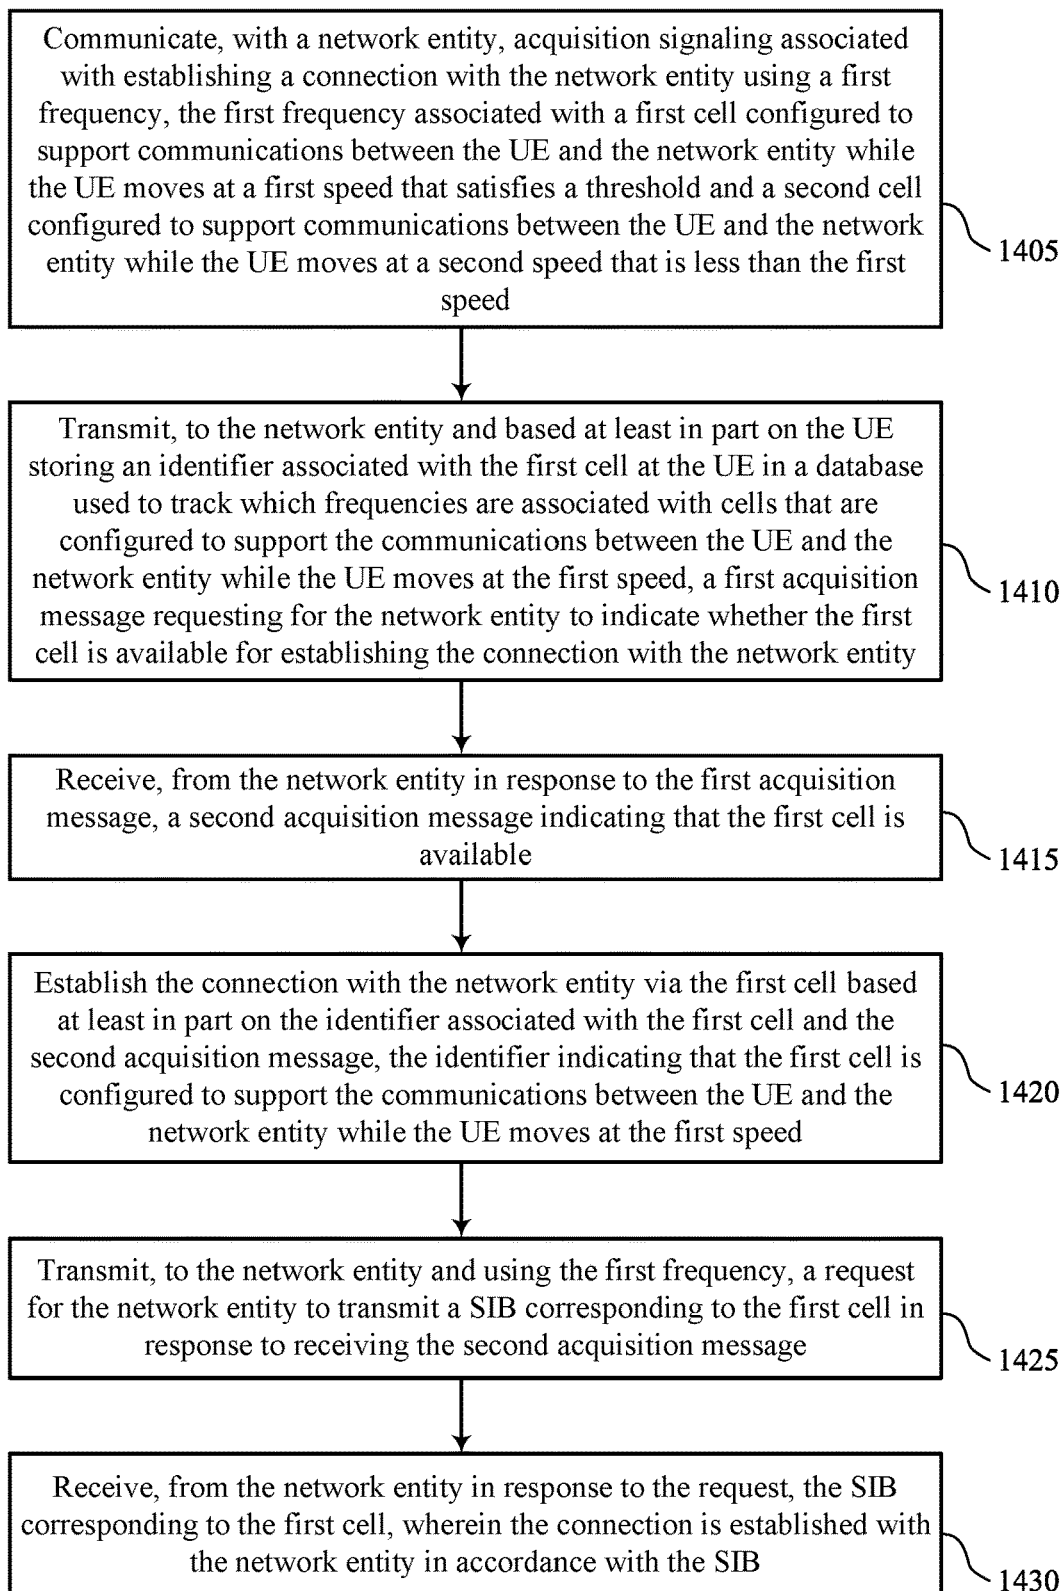 Communicate, with a network entity, acquisition signaling associated
with establishing a connection with the network entity using a first
frequency, the first frequency associated with a first cell configured to
support communications between the UE and the network entity while
the UE moves at a first speed that satisfies a threshold and a second cell
configured to support communications between the UE and the network
entity while the UE moves at a second speed that is less than the first
speed
1405
Transmit, to the network entity and based at least in part on the UE
storing an identifier associated with the first cell at the UE in a database
used to track which frequencies are associated with cells that are
configured to support the communications between the UE and the
network entity while the UE moves at the first speed, a first acquisition
message requesting for the network entity to indicate whether the first
cell is available for establishing the connection with the network entity
1410
Receive, from the network entity in response to the first acquisition
message, a second acquisition message indicating that the first cell is
available
1415
Establish the connection with the network entity via the first cell based
at least in part on the identifier associated with the first cell and the
second acquisition message, the identifier indicating that the first cell is
configured to support the communications between the UE and the
network entity while the UE moves at the first speed
1420
Transmit, to the network entity and using the first frequency, a request
for the network entity to transmit a SIB corresponding to the first cell in
response to receiving the second acquisition message
1425
Receive, from the network entity in response to the request, the SIB
corresponding to the first cell, wherein the connection is established with
the network entity in accordance with the SIB
1430